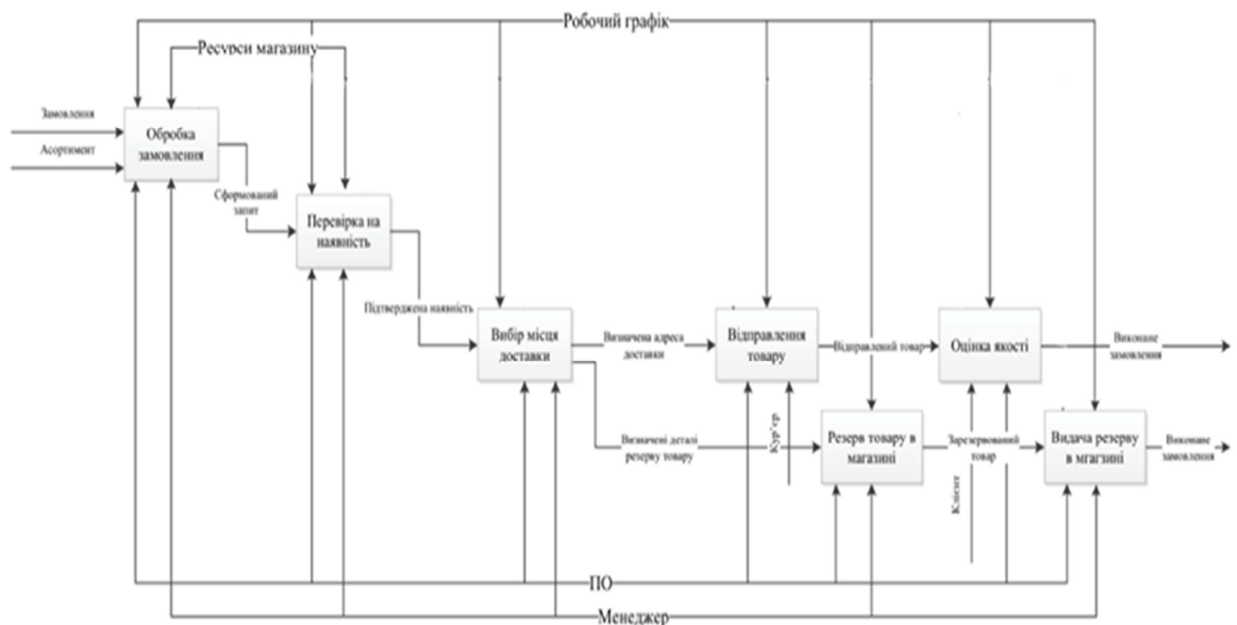 Робочий графік
Ресурси магазину
Замовлення
Асортимент
Обробка
замовлення
Сформований
запит
Перевірка на
наявність
Підтверджена наявність
Вибір місця
доставки
Визначена адреса
доставки
Відправлення
товару
Відправлений товар
Оцінка якості
Виконане
замовлення
Визначені деталі
резерву товару
Кур'єр
Резерв товару в
магазині
Зарезервований
товар
Клієнт
Видача резерву
в мгагзині
Виконане
замовлення
ПО
Менеджер